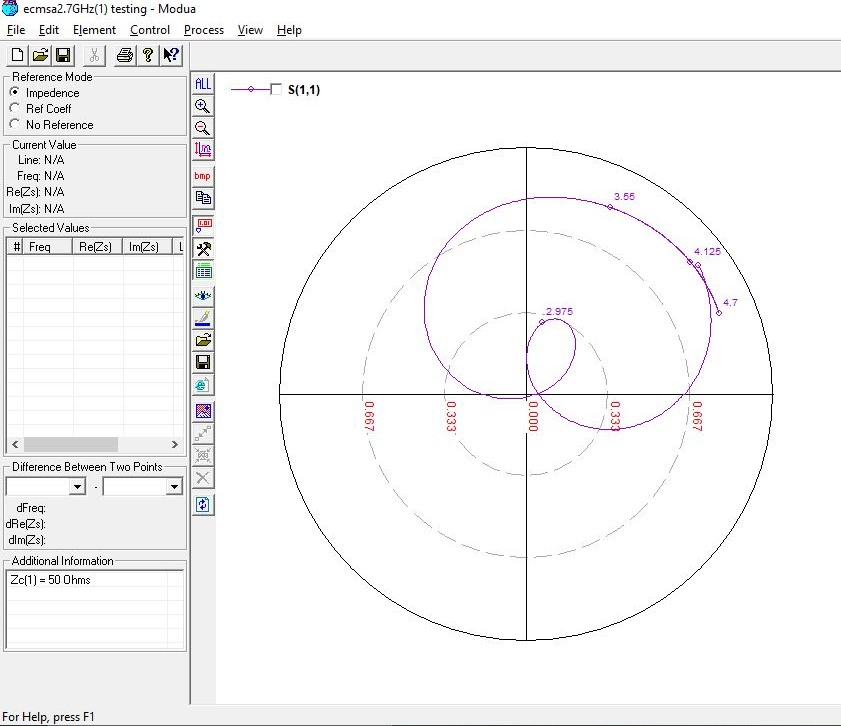 ecmsa2.7GHz(1) testing - Modua
File Edit Element Control Process View Help
Reference Mode
Impedence
Ref Coeff
No Reference
Current Value
Line: N/A
Freq: N/A
Re(Zs): N/A
Im(Zs): N/A
Selected Values
# Freq Re(Zs) Im(Zs) L
Difference Between Two Points
-
dFreq:
dRe(Zs):
dIm(Zs):
Additional Information
Zc(1) = 50 Ohms
ALL
bmp
1.01
S(1,1)
3.55
4.125
4.7
2.975
0.667
0.333
0.000
0.333
0.667
For Help, press F1